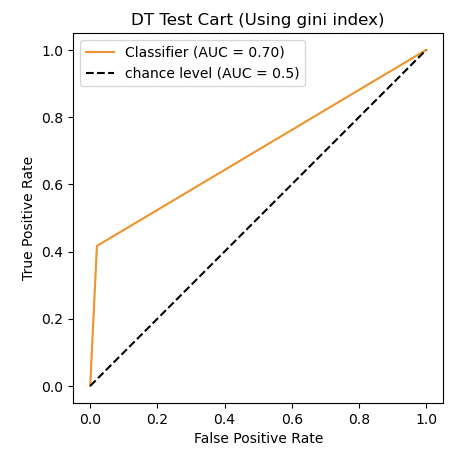 DT Test Cart (Using gini index)
Classifier (AUC = 0.70)
chance level (AUC = 0.5)
True Positive Rate
1.0
0.8
0.6
0.4
0.2
0.0
0.0 0.2 0.4 0.6 0.8 1.0
False Positive Rate